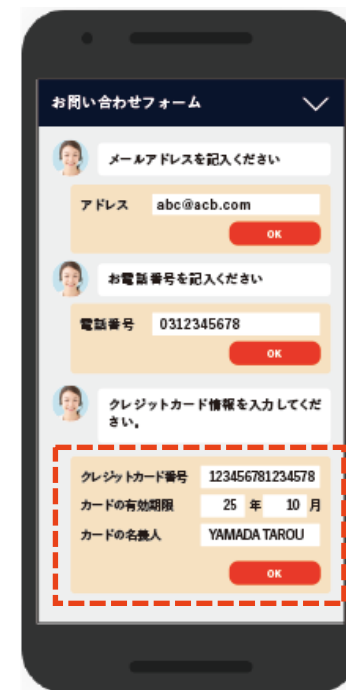 お問い合わせフォーム
メールアドレスを記入ください
アドレス abc@acb.com
OK
お電話番号を記入ください
電話番号 0312345678
OK
クレジットカード情報を入力してくだ
さい。
クレジットカード番号 123456781234578
カードの有効期限 25 年 10 月
カードの名義人 YAMADA TAROU
OK